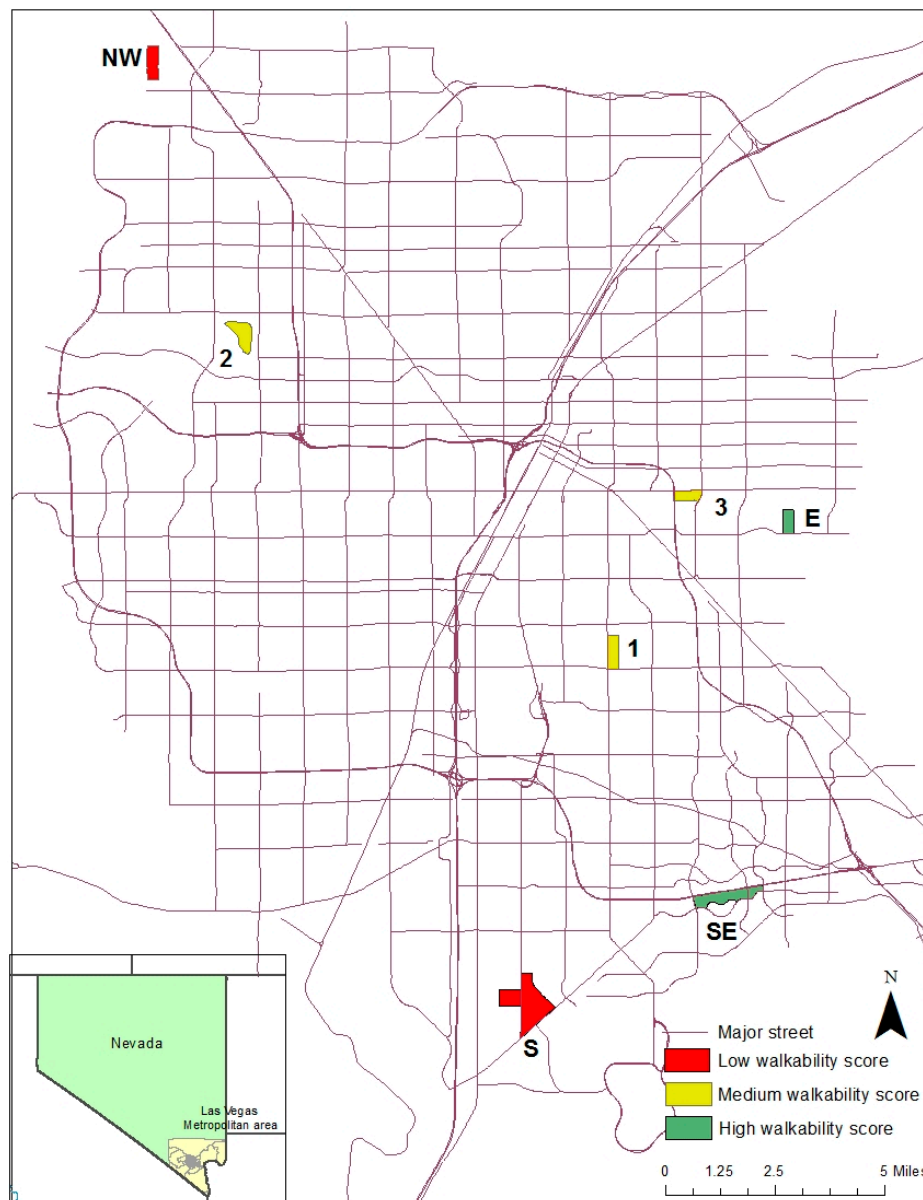 NW
2
3
E
1
SE
N
S
Nevada
Las Vegas
Metropolitan area
Major street
Low walkability score
Medium walkability score
High walkability score
0 1.25 2.5 5 Miles